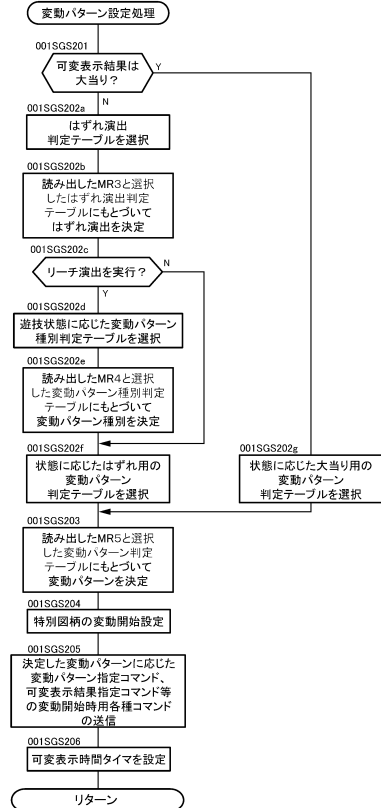 変動パターン設定処理
001SGS201
可変表示結果は
大当り？
Y
N
001SGS202a
はずれ演出
判定テーブルを選択
001SGS202b
読み出したMR3と選択
したはずれ演出判定
テーブルにもとづいて
はずれ演出を決定
001SGS202c
リーチ演出を実行？
N
Y
001SGS202d
遊技状態に応じた変動パターン
種別判定テーブルを選択
001SGS202e
読み出したMR4と選択
した変動パターン種別判定
テーブルにもとづいて
変動パターン種別を決定
001SGS202f
状態に応じたはずれ用の
変動パターン
判定テーブルを選択
001SGS202g
状態に応じた大当り用の
変動パターン
判定テーブルを選択
001SGS203
読み出したMR5と選択
した変動パターン判定
テーブルにもとづいて
変動パターンを決定
001SGS204
特別図柄の変動開始設定
001SGS205
決定した変動パターンに応じた
変動パターン指定コマンド、
可変表示結果指定コマンド等
の変動開始時用各種コマンド
の送信
001SGS206
可変表示時間タイマを設定
リターン